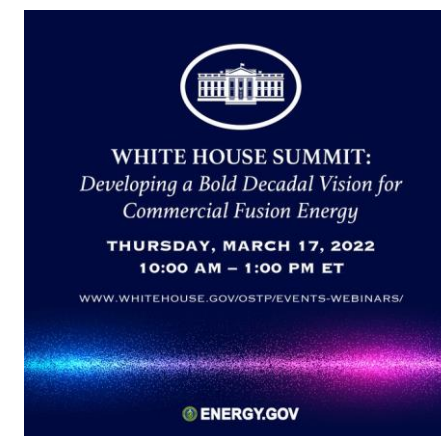 WHITE HOUSE SUMMIT:
Developing a Bold Decadal Vision for
Commercial Fusion Energy
THURSDAY, MARCH 17, 2022
10:00 AM – 1:00 PM ET
WWW.WHITEHOUSE.GOV/OSTP/EVENTS-WEBINARS/
ENERGY.GOV